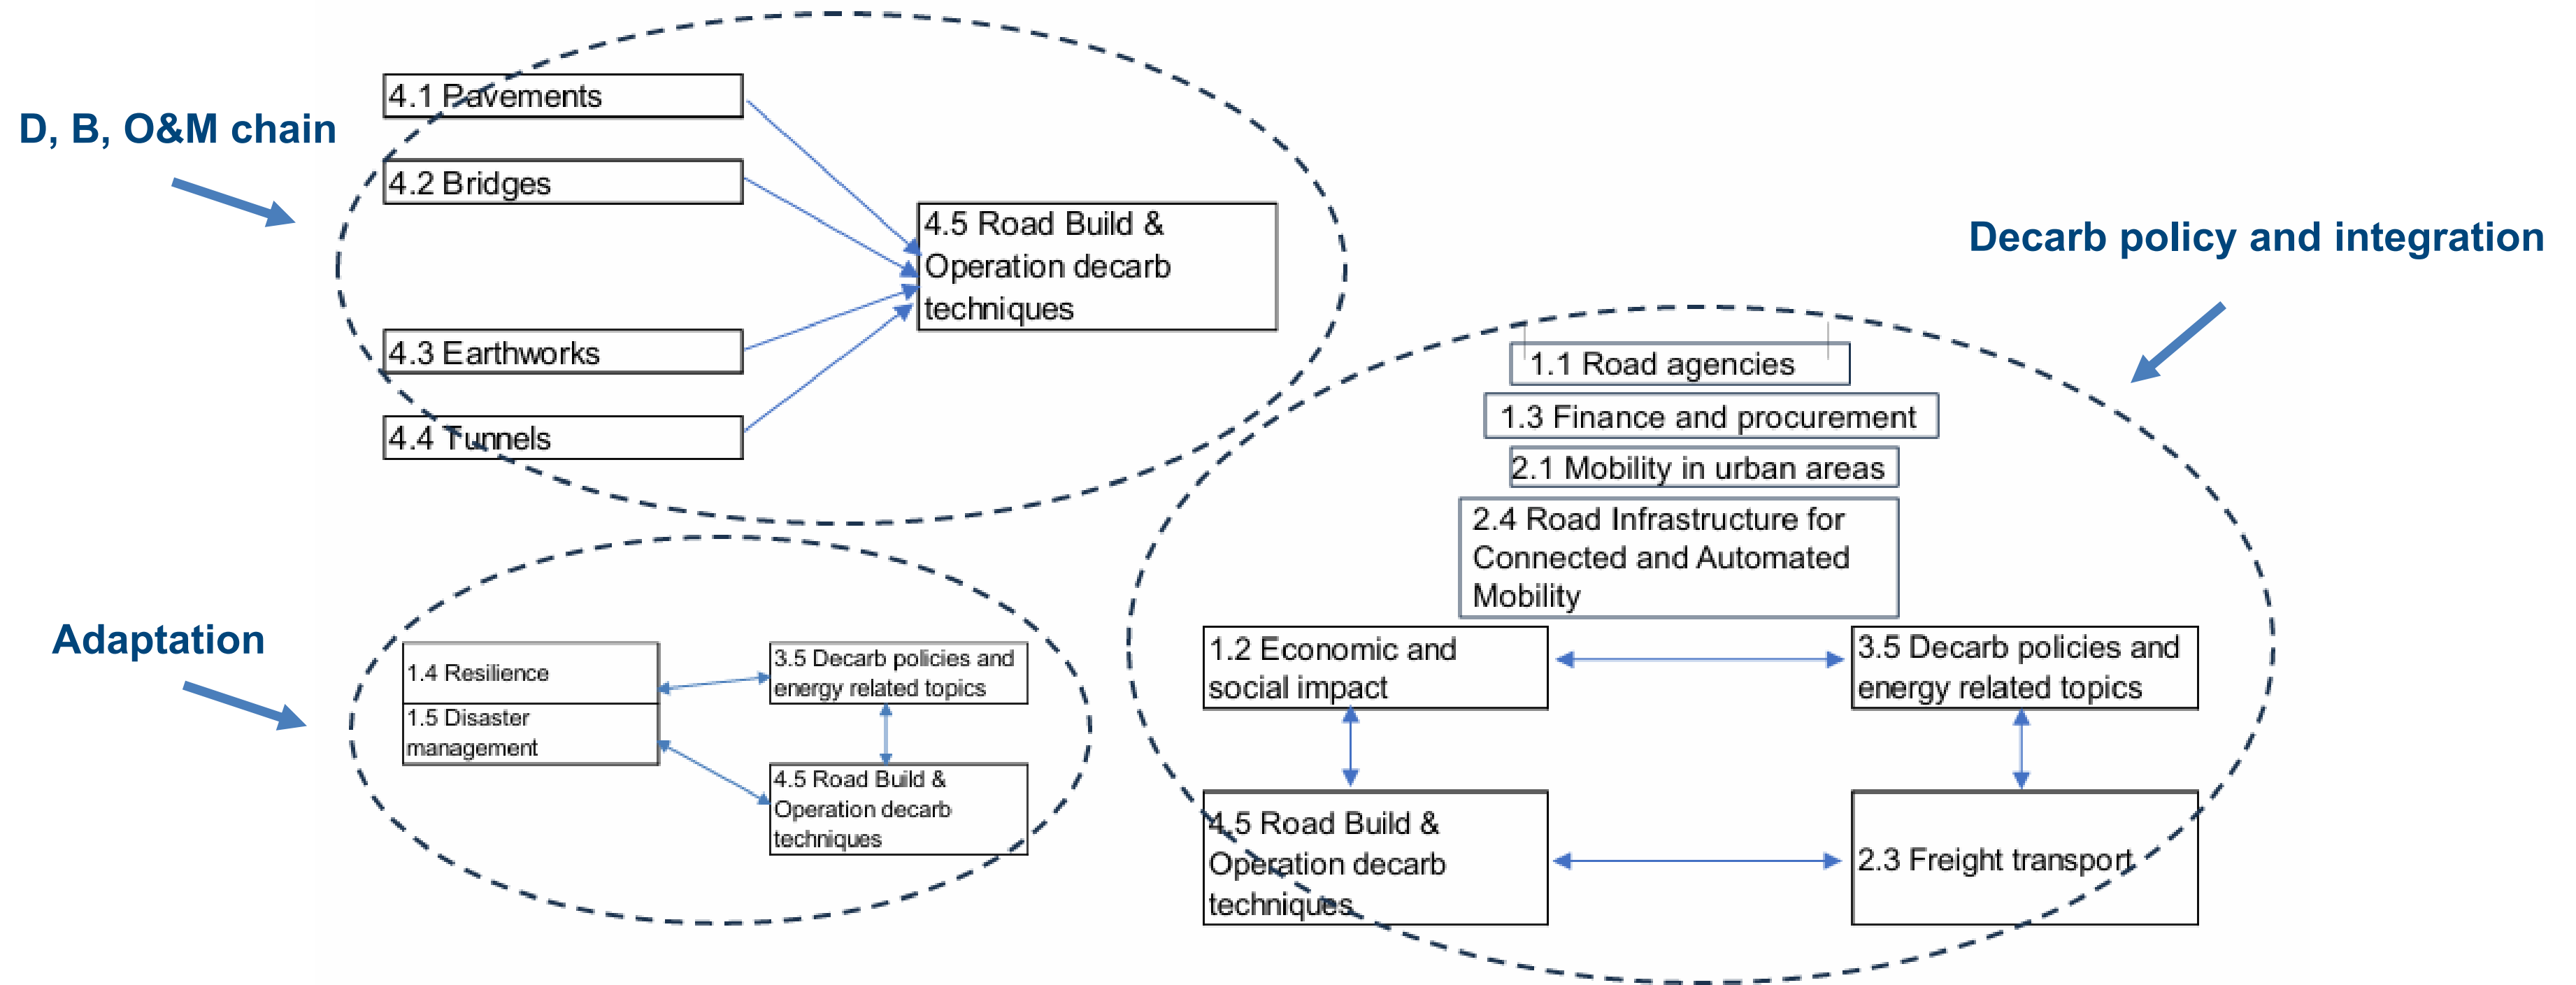 D, B, O&M chain
4.1 Pavements
4.2 Bridges
4.3 Earthworks
4.4 Tunnels
4.5 Road Build &
Operation decarb
techniques
Decarb policy and integration
1.1 Road agencies
1.3 Finance and procurement
2.1 Mobility in urban areas
2.4 Road Infrastructure for
Connected and Automated
Mobility
1.2 Economic and
social impact
3.5 Decarb policies and
energy related topics
4.5 Road Build &
Operation decarb
techniques
2.3 Freight transport
Adaptation
1.4 Resilience
1.5 Disaster
management
3.5 Decarb policies and
energy related topics
4.5 Road Build &
Operation decarb
techniques